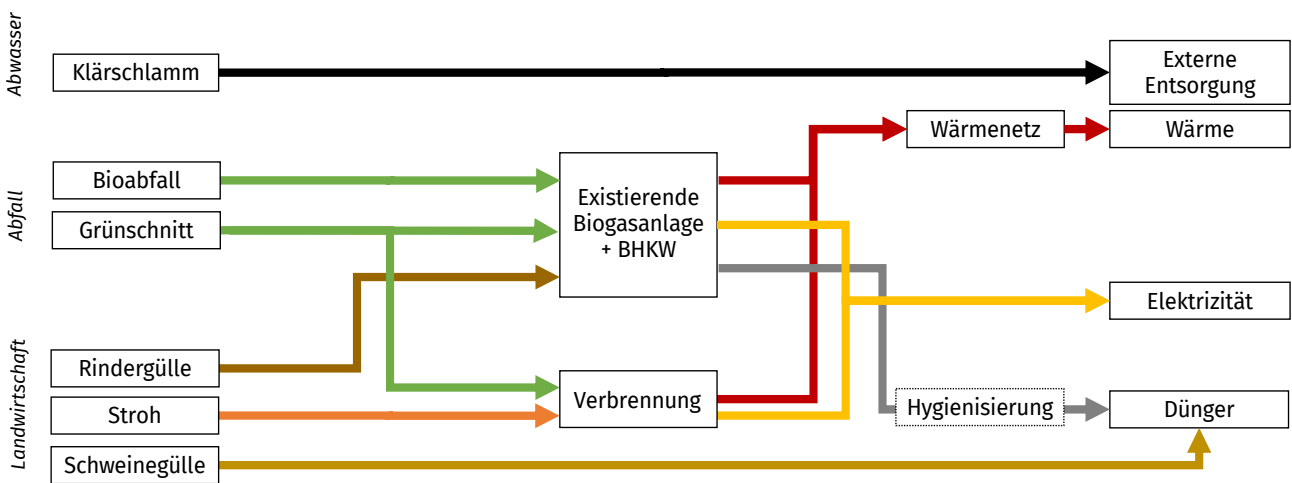 Abwasser
Klärschlamm
Externe
Entsorgung
Wärmenetz
Wärme
Abfall
Bioabfall
Grünschnitt
Existierende
Biogasanlage
+ BHKW
Elektrizität
Landwirtschaft
Rindergülle
Stroh
Schweinegülle
Verbrennung
Hygienisierung
Dünger